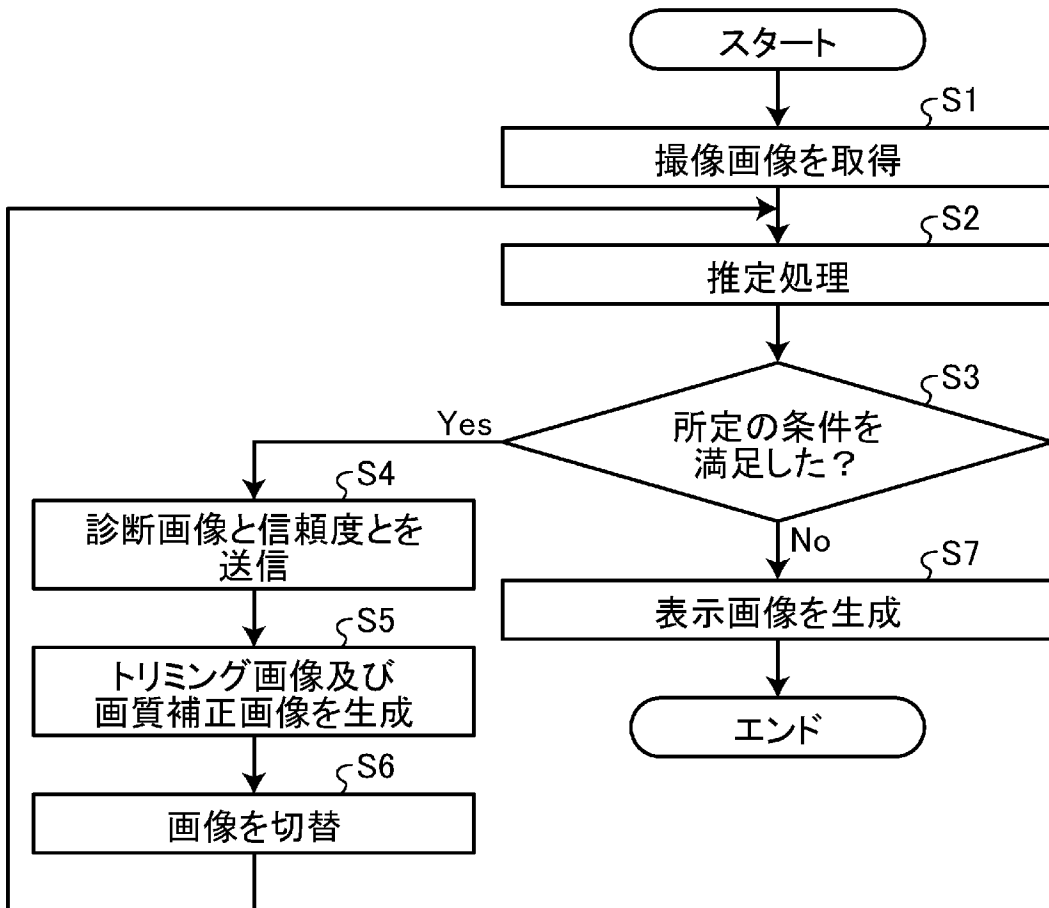 スタート
S1
撮像画像を取得
S2
推定処理
S3
所定の条件を
満足した？
Yes
No
S4
診断画像と信頼度とを
送信
S5
トリミング画像及び
画質補正画像を生成
S6
画像を切替
S7
表示画像を生成
エンド